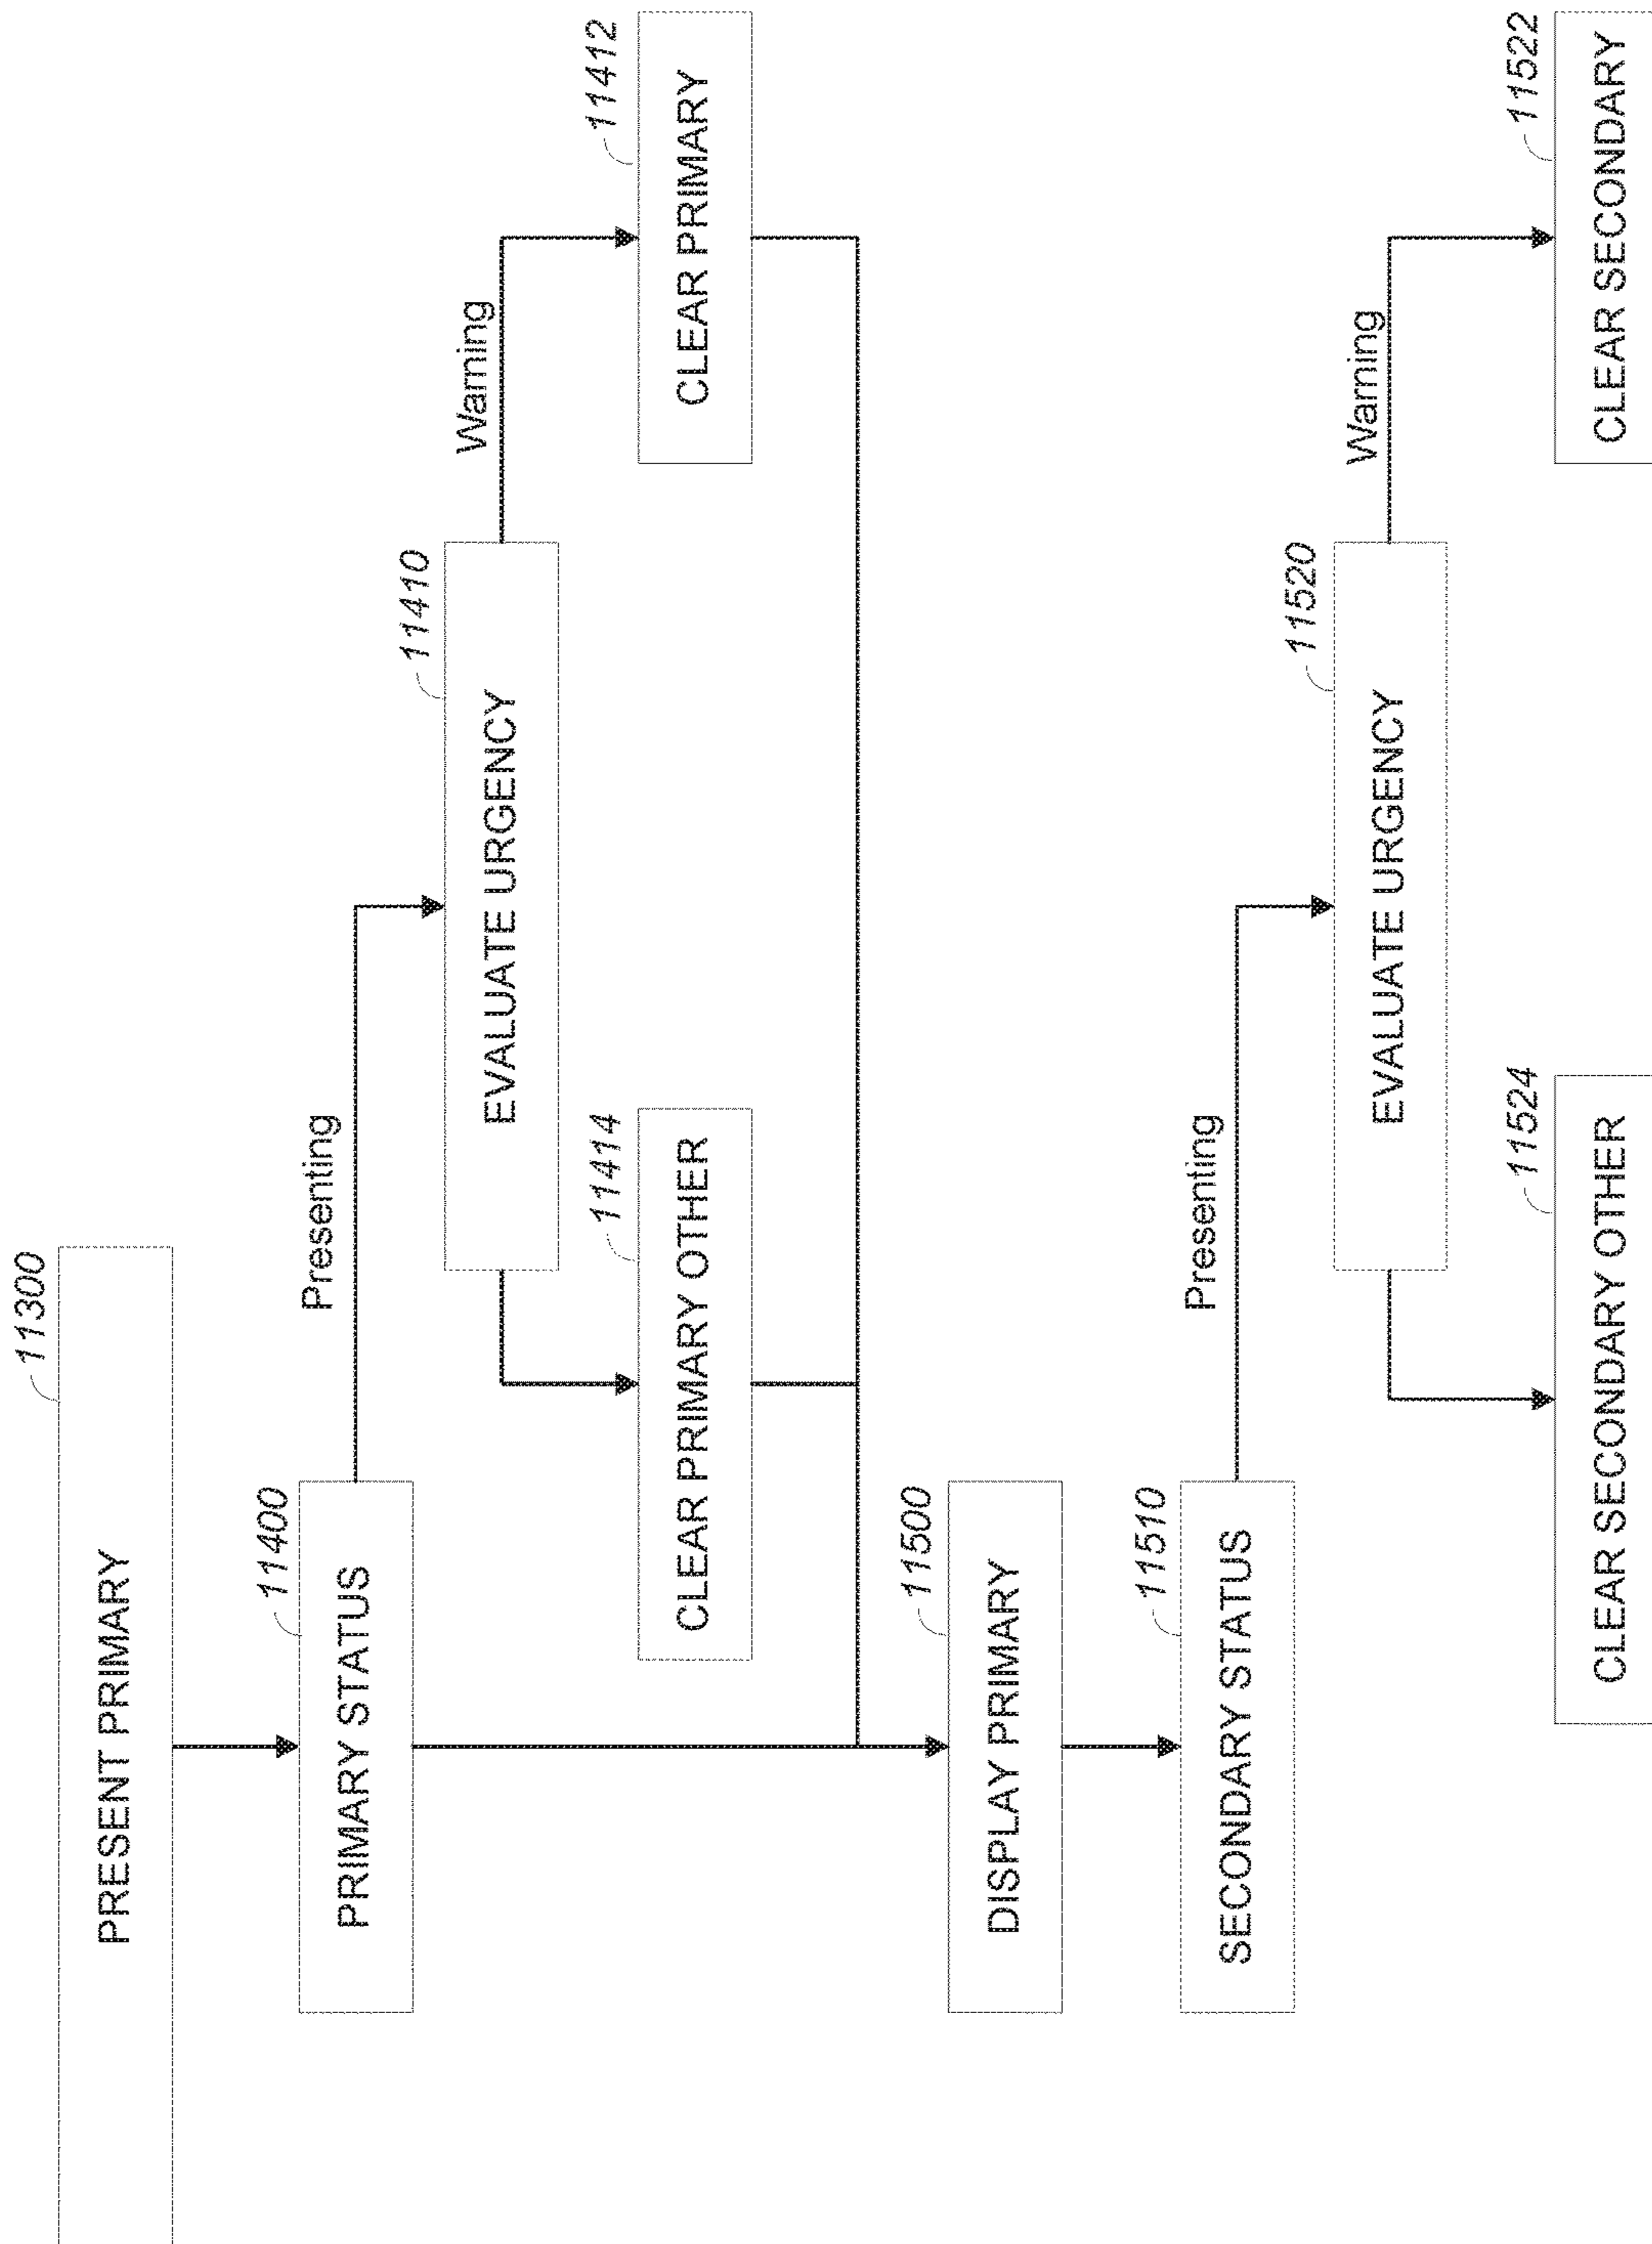 11300
PRESENT PRIMARY
11400
PRIMARY STATUS
Presenting
11410
EVALUATE URGENCY
Warning
11412
CLEAR PRIMARY
11414
CLEAR PRIMARY OTHER
11500
DISPLAY PRIMARY
11510
SECONDARY STATUS
Presenting
11520
EVALUATE URGENCY
Warning
11522
CLEAR SECONDARY
11524
CLEAR SECONDARY OTHER